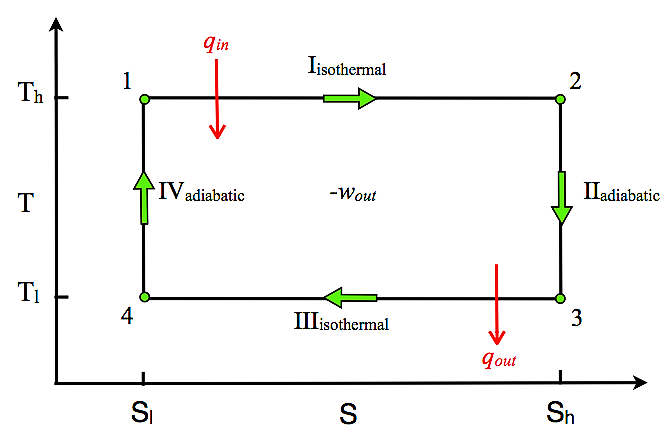 q_in
I_isothermal
1
2
T_h
IV_adiabatic
-w_out
II_adiabatic
T
T_l
4
III_isothermal
3
q_out
S_l
S
S_h